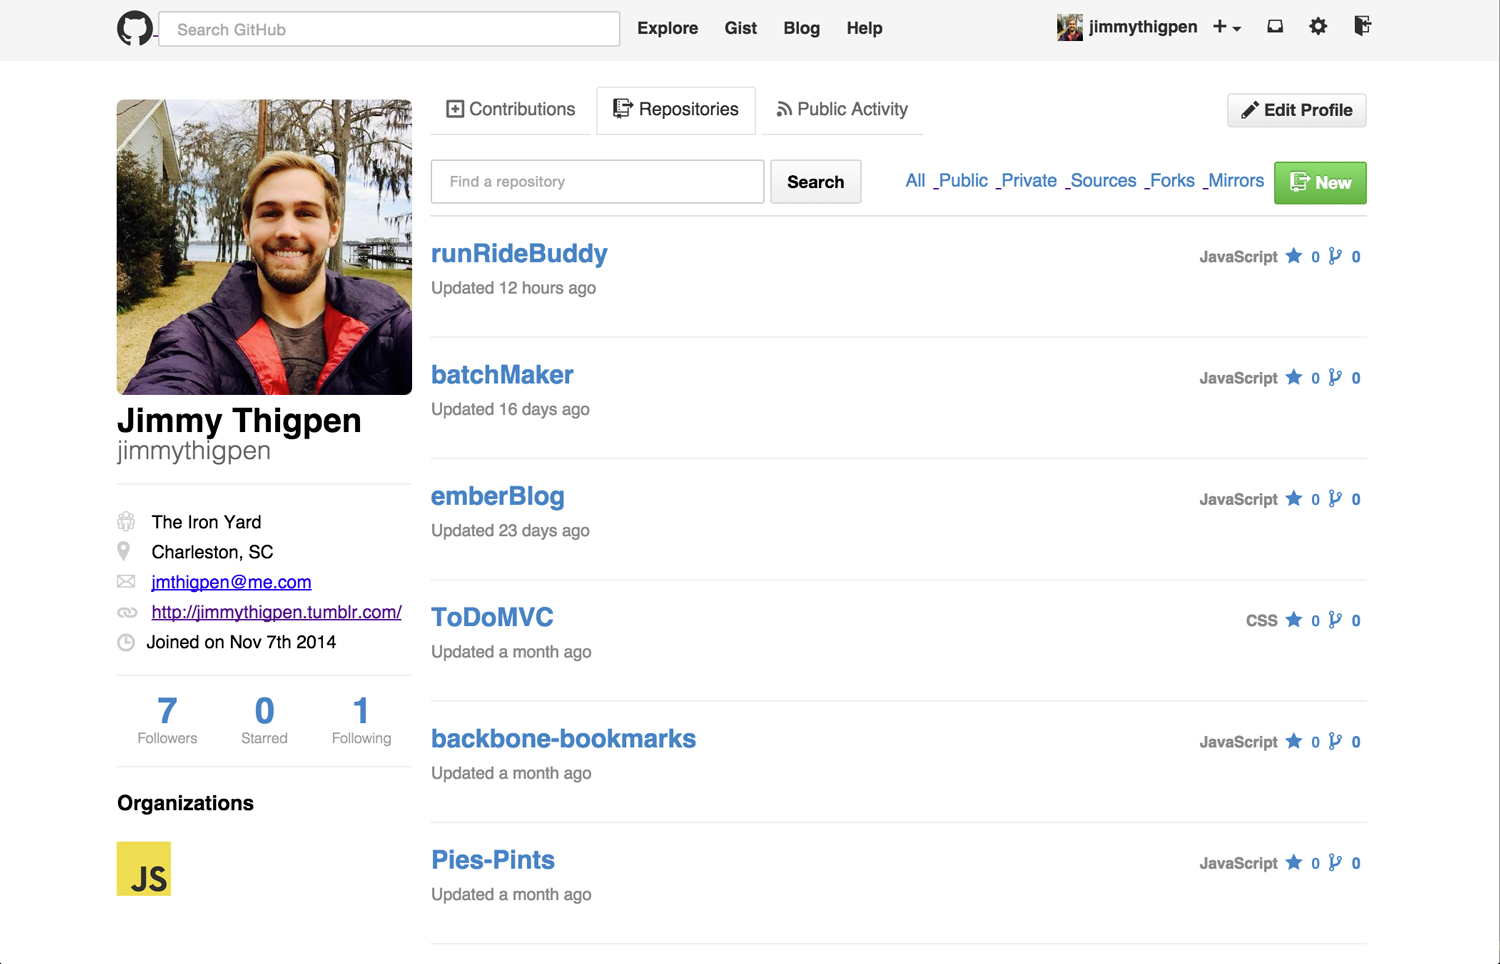 Search GitHub
Explore Gist Blog Help
jimmythigpen
Contributions Repositories Public Activity
Edit Profile
Find a repository
Search
All Public Private Sources Forks Mirrors
New
Jimmy Thigpen
jimmythigpen
The Iron Yard
Charleston, SC
jmthigpen@me.com
http://jimmythigpen.tumblr.com/
Joined on Nov 7th 2014
7 0 1
Followers Starred Following
Organizations
JS
runRideBuddy
JavaScript 0 0
Updated 12 hours ago
batchMaker
JavaScript 0 0
Updated 16 days ago
emberBlog
JavaScript 0 0
Updated 23 days ago
ToDoMVC
CSS 0 0
Updated a month ago
backbone-bookmarks
JavaScript 0 0
Updated a month ago
Pies-Pints
JavaScript 0 0
Updated a month ago